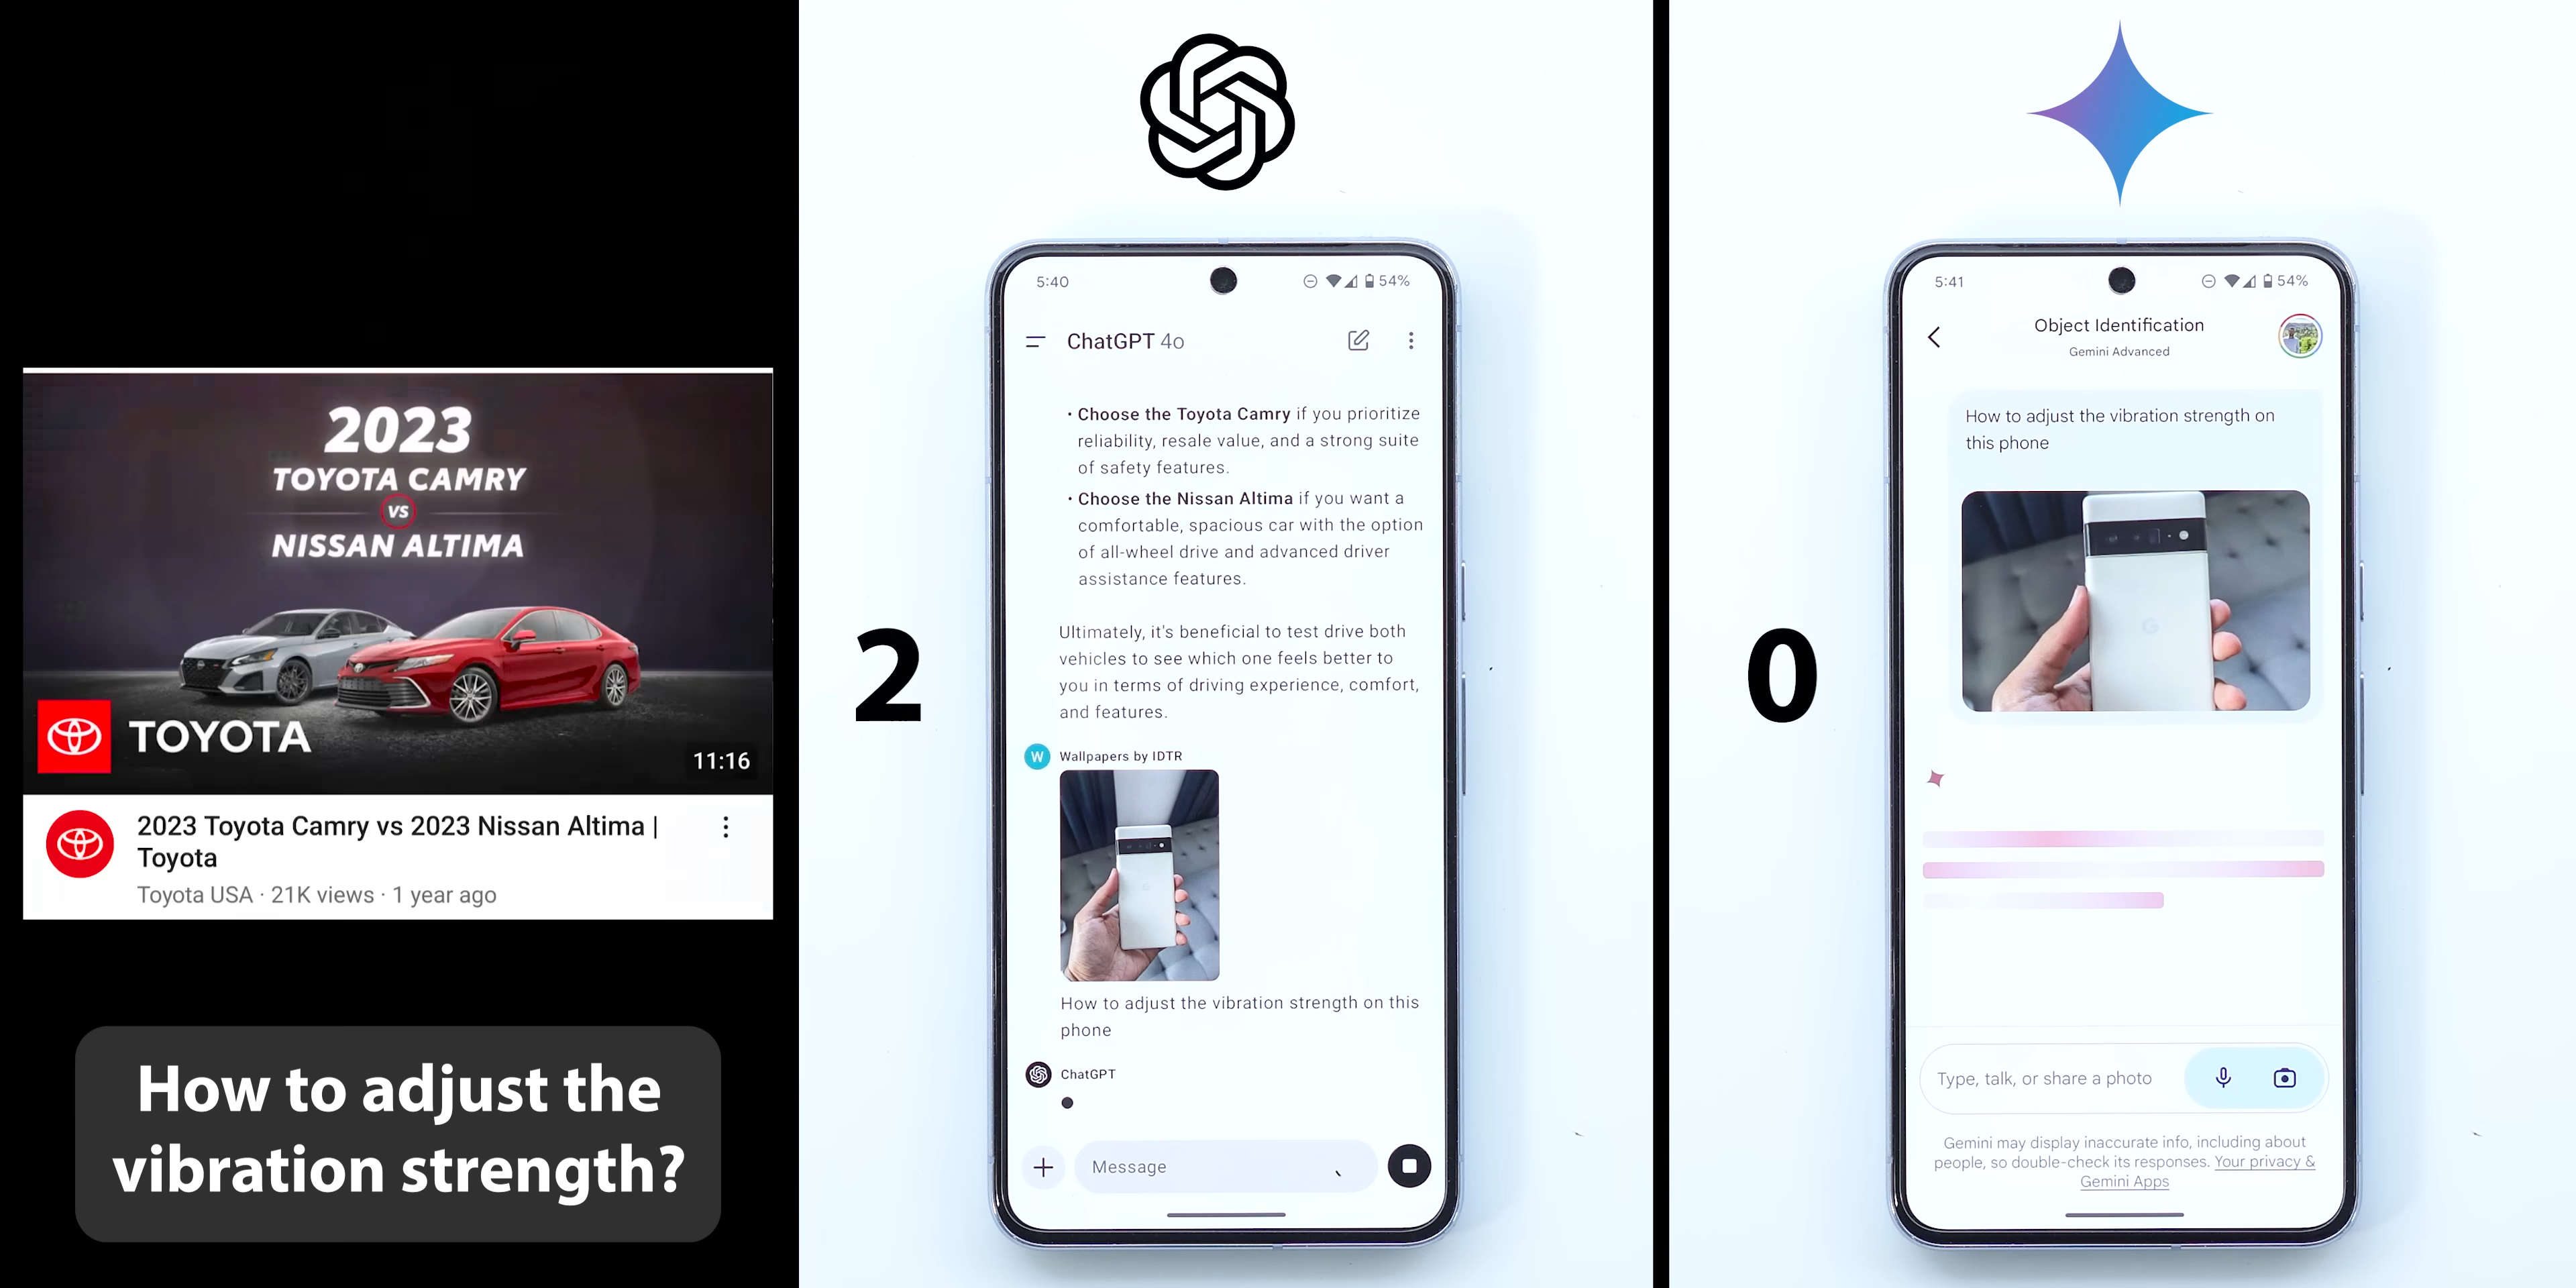 2023
TOYOTA CAMRY
VS
NISSAN ALTIMA
TOYOTA
11:16
2023 Toyota Camry vs 2023 Nissan Altima |
Toyota
Toyota USA · 21K views · 1 year ago
How to adjust the
vibration strength?
2
5:40
54%
ChatGPT 4o
• Choose the Toyota Camry if you prioritize
reliability, resale value, and a strong suite
of safety features.
• Choose the Nissan Altima if you want a
comfortable, spacious car with the option
of all-wheel drive and advanced driver
assistance features.
Ultimately, it's beneficial to test drive both
vehicles to see which one feels better to
you in terms of driving experience, comfort,
and features.
W Wallpapers by IDTR
How to adjust the vibration strength on this
phone
ChatGPT
Message
0
5:41
54%
Object Identification
Gemini Advanced
How to adjust the vibration strength on
this phone
G
Type, talk, or share a photo
Gemini may display inaccurate info, including about
people, so double-check its responses. Your privacy &
Gemini Apps